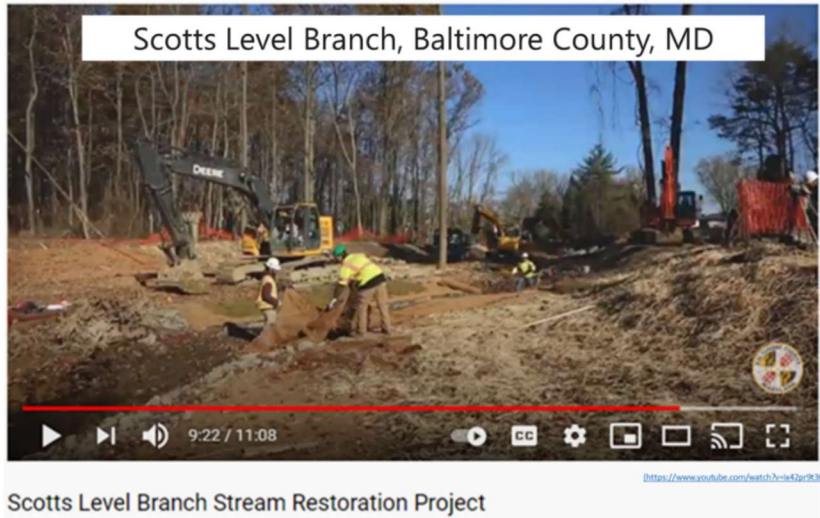 Scotts Level Branch, Baltimore County, MD
DEERE
9:22 / 11:08
CC
Scotts Level Branch Stream Restoration Project